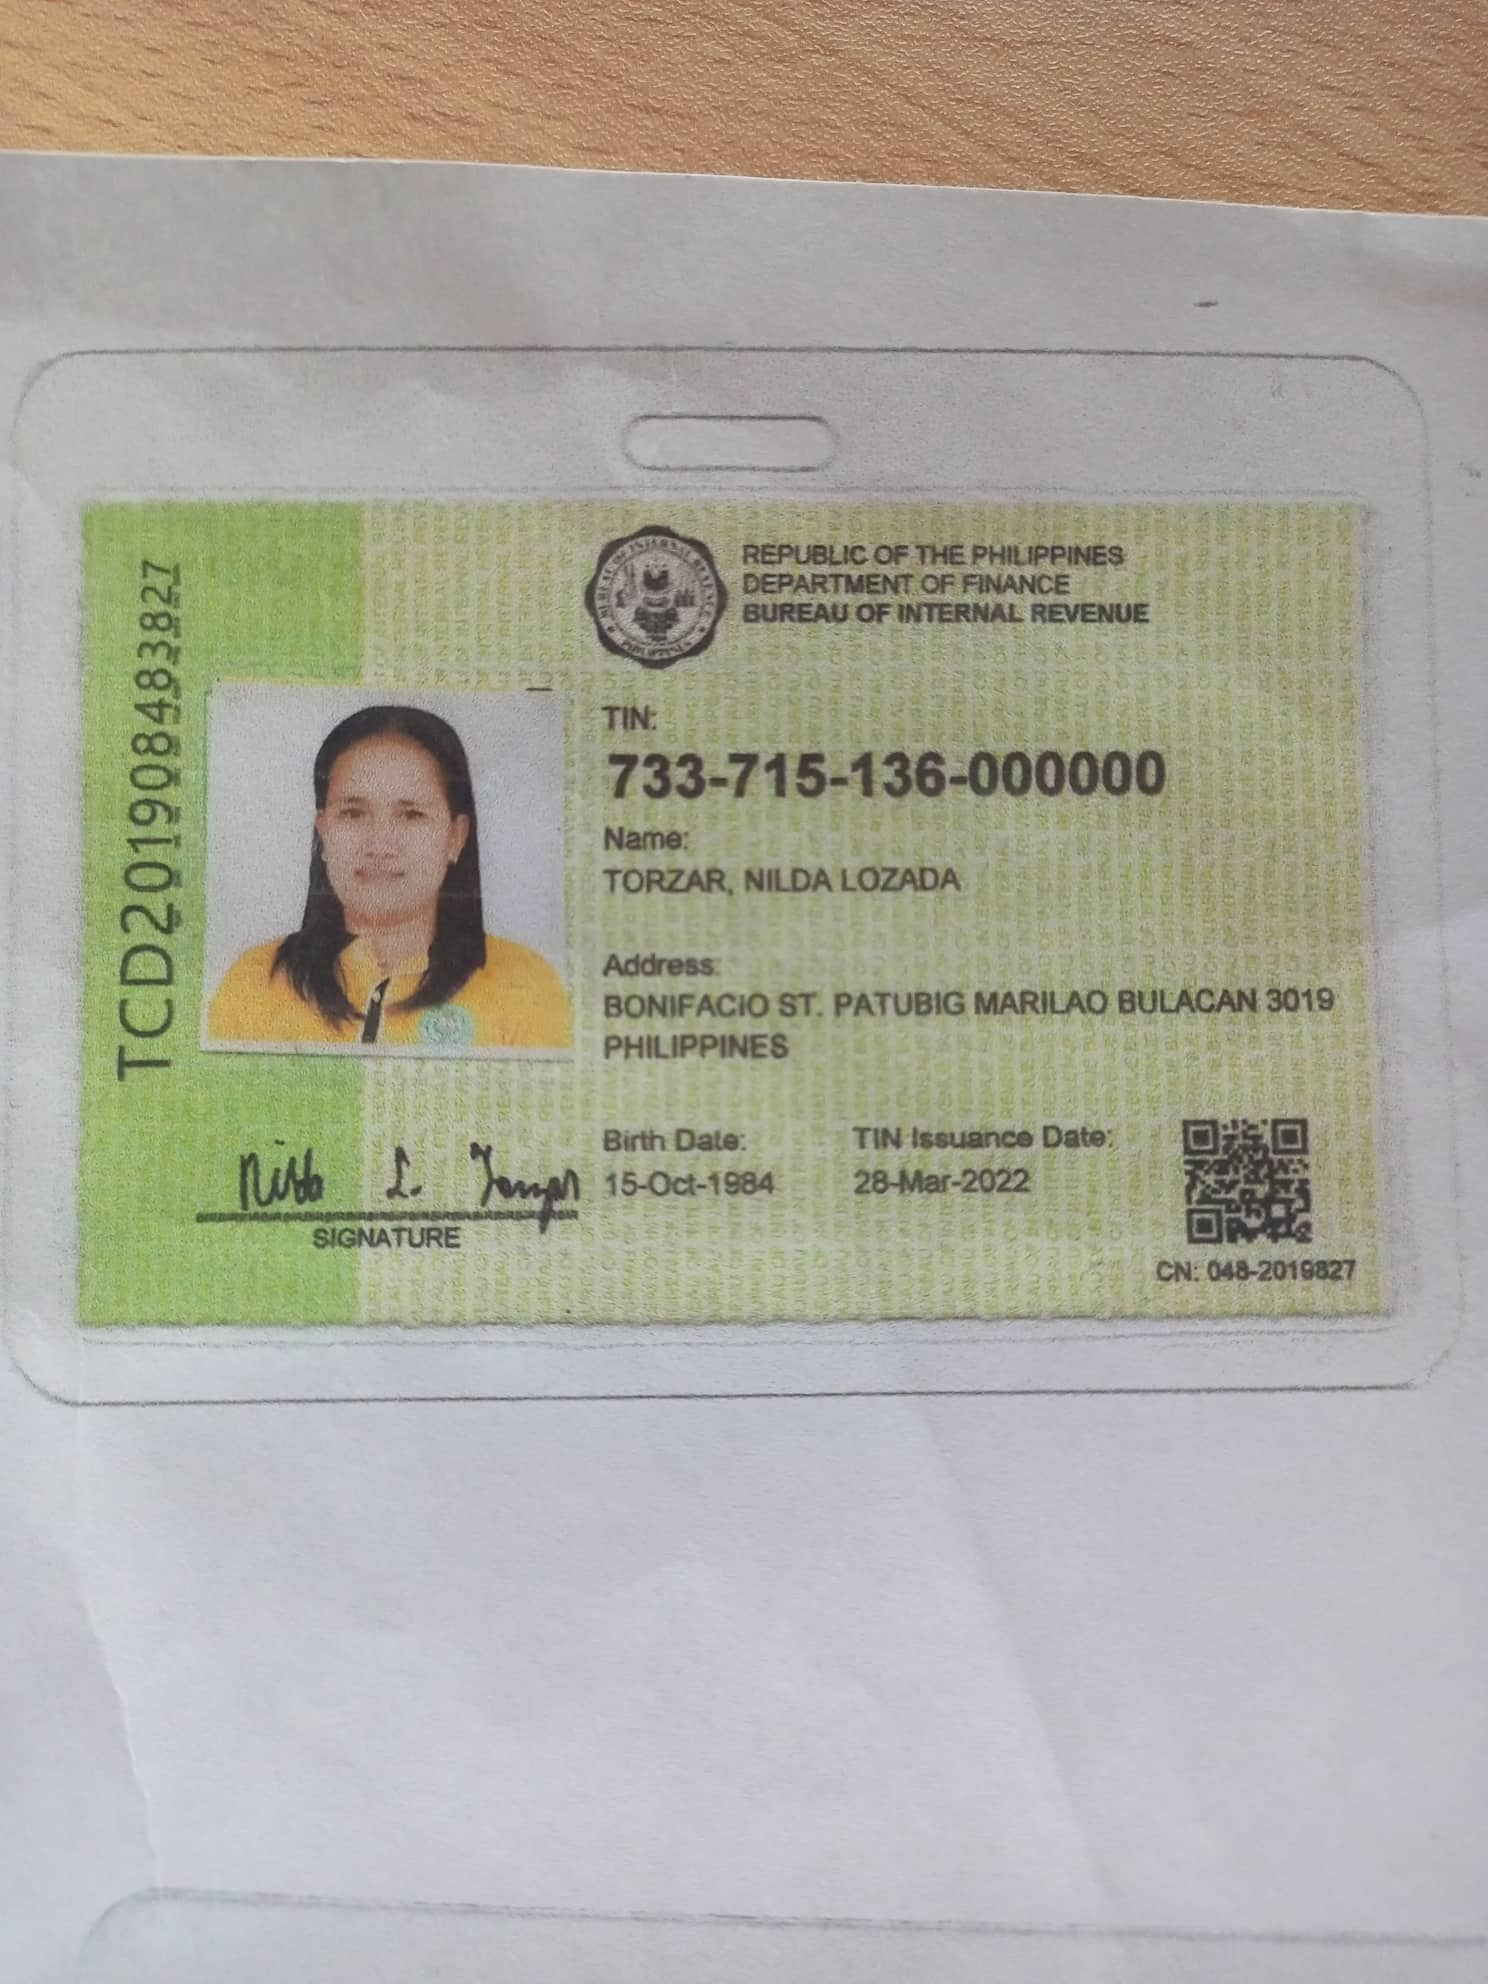 REPUBLIC OF THE PHILIPPINES
DEPARTMENT OF FINANCE
BUREAU OF INTERNAL REVENUE
TCD201908483827
TIN:
733-715-136-000000
Name:
TORZAR, NILDA LOZADA
Address:
BONIFACIO ST. PATUBIG MARILAO BULACAN 3019
PHILIPPINES
Birth Date:
15-Oct-1984
TIN Issuance Date:
28-Mar-2022
SIGNATURE
CN: 048-2019827